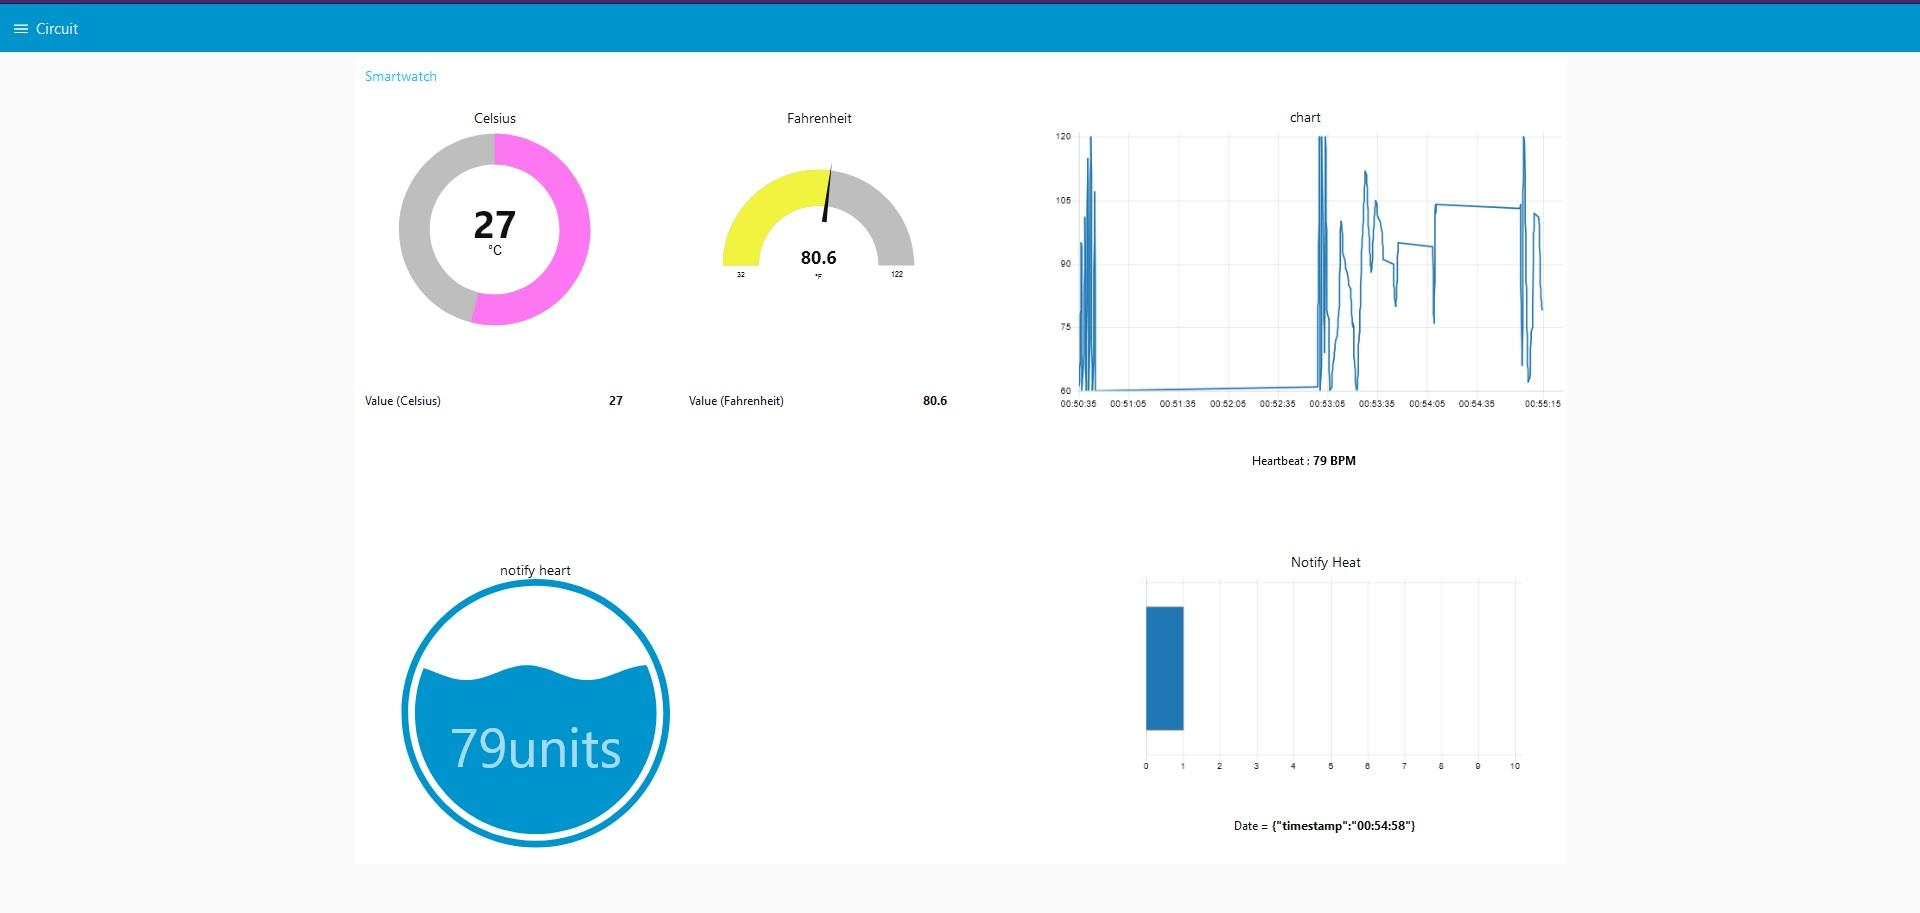 Circuit
Smartwatch
Celsius
27
°C
Fahrenheit
80.6
32
°F
122
chart
120
105
90
75
60
00:50:35 00:51:05 00:51:35 00:52:05 00:52:35 00:53:05 00:53:35 00:54:05 00:54:35 00:55:15
Value (Celsius) 27
Value (Fahrenheit) 80.6
Heartbeat : 79 BPM
notify heart
79units
Notify Heat
0 1 2 3 4 5 6 7 8 9 10
Date = {"timestamp":"00:54:58"}